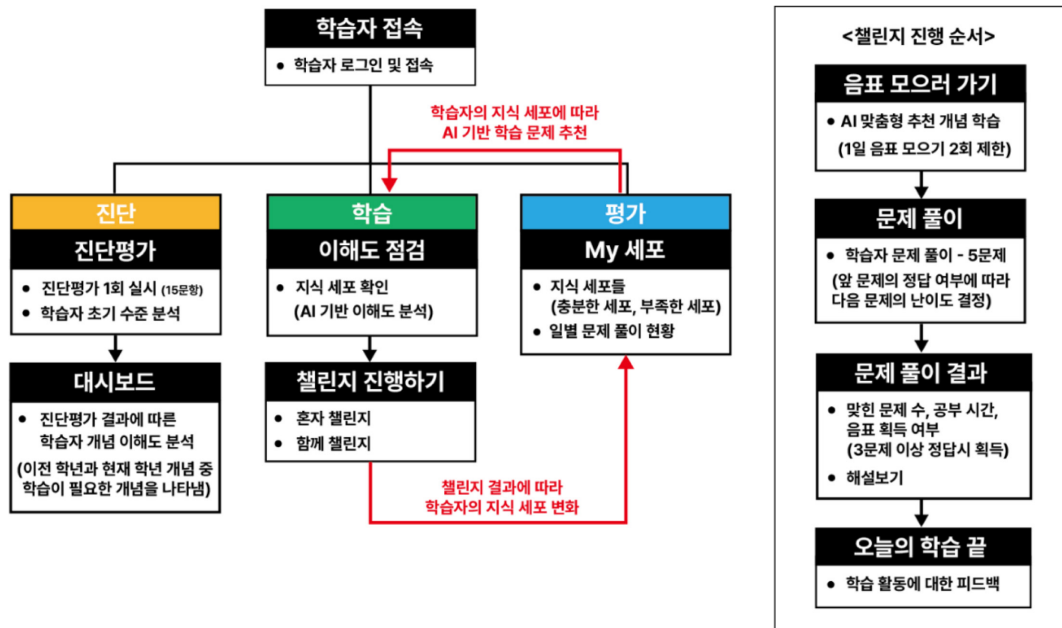 학습자 접속
• 학습자 로그인 및 접속
학습자의 지식 세포에 따라
AI 기반 학습 문제 추천
진단
진단평가
• 진단평가 1회 실시 (15문항)
• 학습자 초기 수준 분석
대시보드
• 진단평가 결과에 따른
학습자 개념 이해도 분석
(이전 학년과 현재 학년 개념 중
학습이 필요한 개념을 나타냄)
학습
이해도 점검
• 지식 세포 확인
(AI 기반 이해도 분석)
챌린지 진행하기
• 혼자 챌린지
• 함께 챌린지
평가
My 세포
• 지식 세포들
(충분한 세포, 부족한 세포)
• 일별 문제 풀이 현황
챌린지 결과에 따라
학습자의 지식 세포 변화
<챌린지 진행 순서>
음표 모으러 가기
• AI 맞춤형 추천 개념 학습
(1일 음표 모으기 2회 제한)
문제 풀이
• 학습자 문제 풀이 - 5문제
(앞 문제의 정답 여부에 따라
다음 문제의 난이도 결정)
문제 풀이 결과
• 맞힌 문제 수, 공부 시간,
음표 획득 여부
(3문제 이상 정답시 획득)
• 해설보기
오늘의 학습 끝
• 학습 활동에 대한 피드백